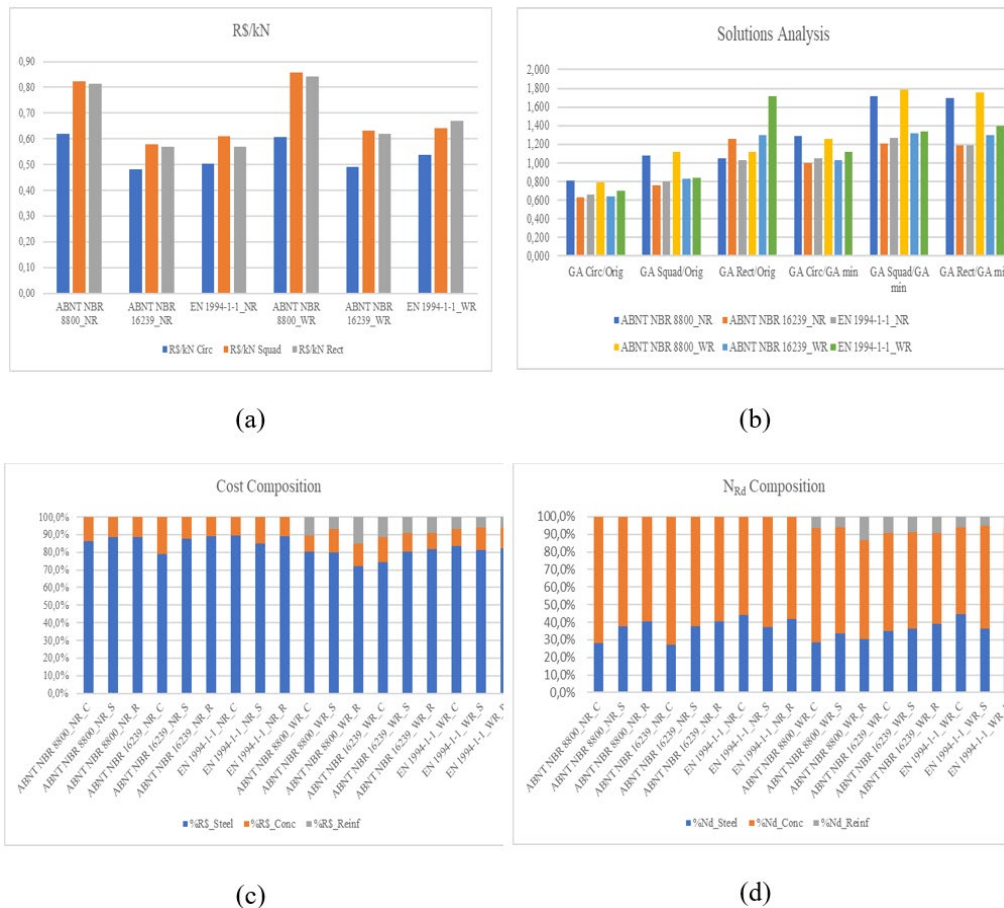 R$/kN
0,90
0,80
0,70
0,60
0,50
0,40
0,30
0,20
0,10
0,00
ABNT NBR 8800_NR
ABNT NBR 16239_NR
EN 1994-1-1_NR
ABNT NBR 8800_WR
ABNT NBR 16239_WR
EN 1994-1-1_WR
R$/kN Circ R$/kN Squad R$/kN Rect
(a)
Solutions Analysis
2,000
1,800
1,600
1,400
1,200
1,000
0,800
0,600
0,400
0,200
0,000
GA Circ/Orig
GA Squad/Orig
GA Rect/Orig
GA Circ/GA min
GA Squad/GA min
GA Rect/GA min
ABNT NBR 8800_NR ABNT NBR 16239_NR EN 1994-1-1_NR
ABNT NBR 8800_WR ABNT NBR 16239_WR EN 1994-1-1_WR
(b)
Cost Composition
100,0%
90,0%
80,0%
70,0%
60,0%
50,0%
40,0%
30,0%
20,0%
10,0%
0,0%
ABNT NBR 8800_NR_C
ABNT NBR 8800_NR_S
ABNT NBR 8800_NR_R
ABNT NBR 16239_NR_C
ABNT NBR 16239_NR_S
ABNT NBR 16239_NR_R
EN 1994-1-1_NR_C
EN 1994-1-1_NR_S
EN 1994-1-1_NR_R
ABNT NBR 8800_WR_C
ABNT NBR 8800_WR_S
ABNT NBR 8800_WR_R
ABNT NBR 16239_WR_C
ABNT NBR 16239_WR_S
ABNT NBR 16239_WR_R
EN 1994-1-1_WR_C
EN 1994-1-1_WR_S
EN 1994-1-1_WR_R
%R$_Steel %R$_Conc %R$_Reinf
(c)
NRd Composition
100,0%
90,0%
80,0%
70,0%
60,0%
50,0%
40,0%
30,0%
20,0%
10,0%
0,0%
ABNT NBR 8800_NR_C
ABNT NBR 8800_NR_S
ABNT NBR 8800_NR_R
ABNT NBR 16239_NR_C
ABNT NBR 16239_NR_S
ABNT NBR 16239_NR_R
EN 1994-1-1_NR_C
EN 1994-1-1_NR_S
EN 1994-1-1_NR_R
ABNT NBR 8800_WR_C
ABNT NBR 8800_WR_S
ABNT NBR 8800_WR_R
ABNT NBR 16239_WR_C
ABNT NBR 16239_WR_S
ABNT NBR 16239_WR_R
EN 1994-1-1_WR_C
EN 1994-1-1_WR_S
%Nd_Steel %Nd_Conc %Nd_Reinf
(d)